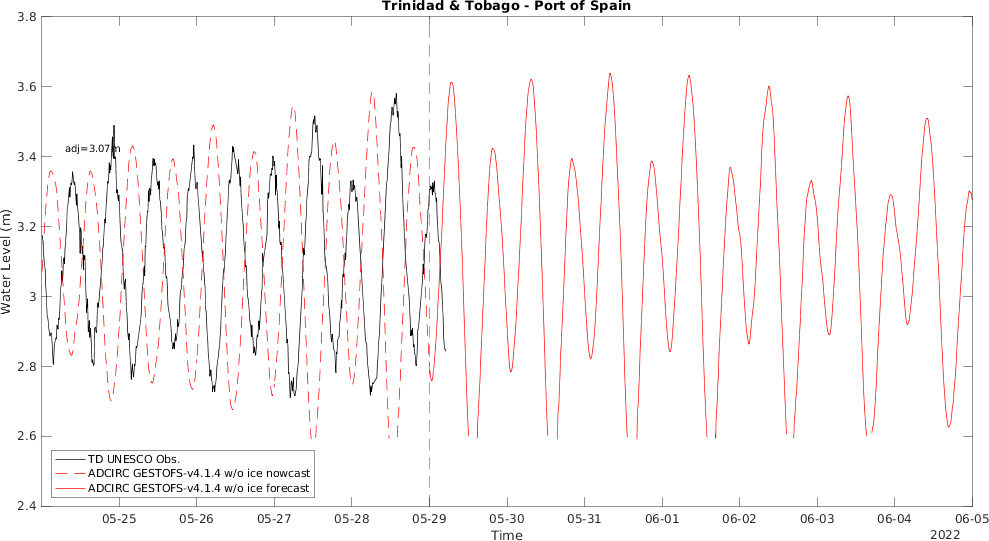 Trinidad & Tobago - Port of Spain
3.8
3.6
3.4
3.2
3
2.8
2.6
2.4
Water Level (m)
adj=3.07m
TD UNESCO Obs.
ADCIRC GESTOFS-v4.1.4 w/o ice nowcast
ADCIRC GESTOFS-v4.1.4 w/o ice forecast
05-25 05-26 05-27 05-28 05-29 05-30 05-31 06-01 06-02 06-03 06-04 06-05
Time
2022